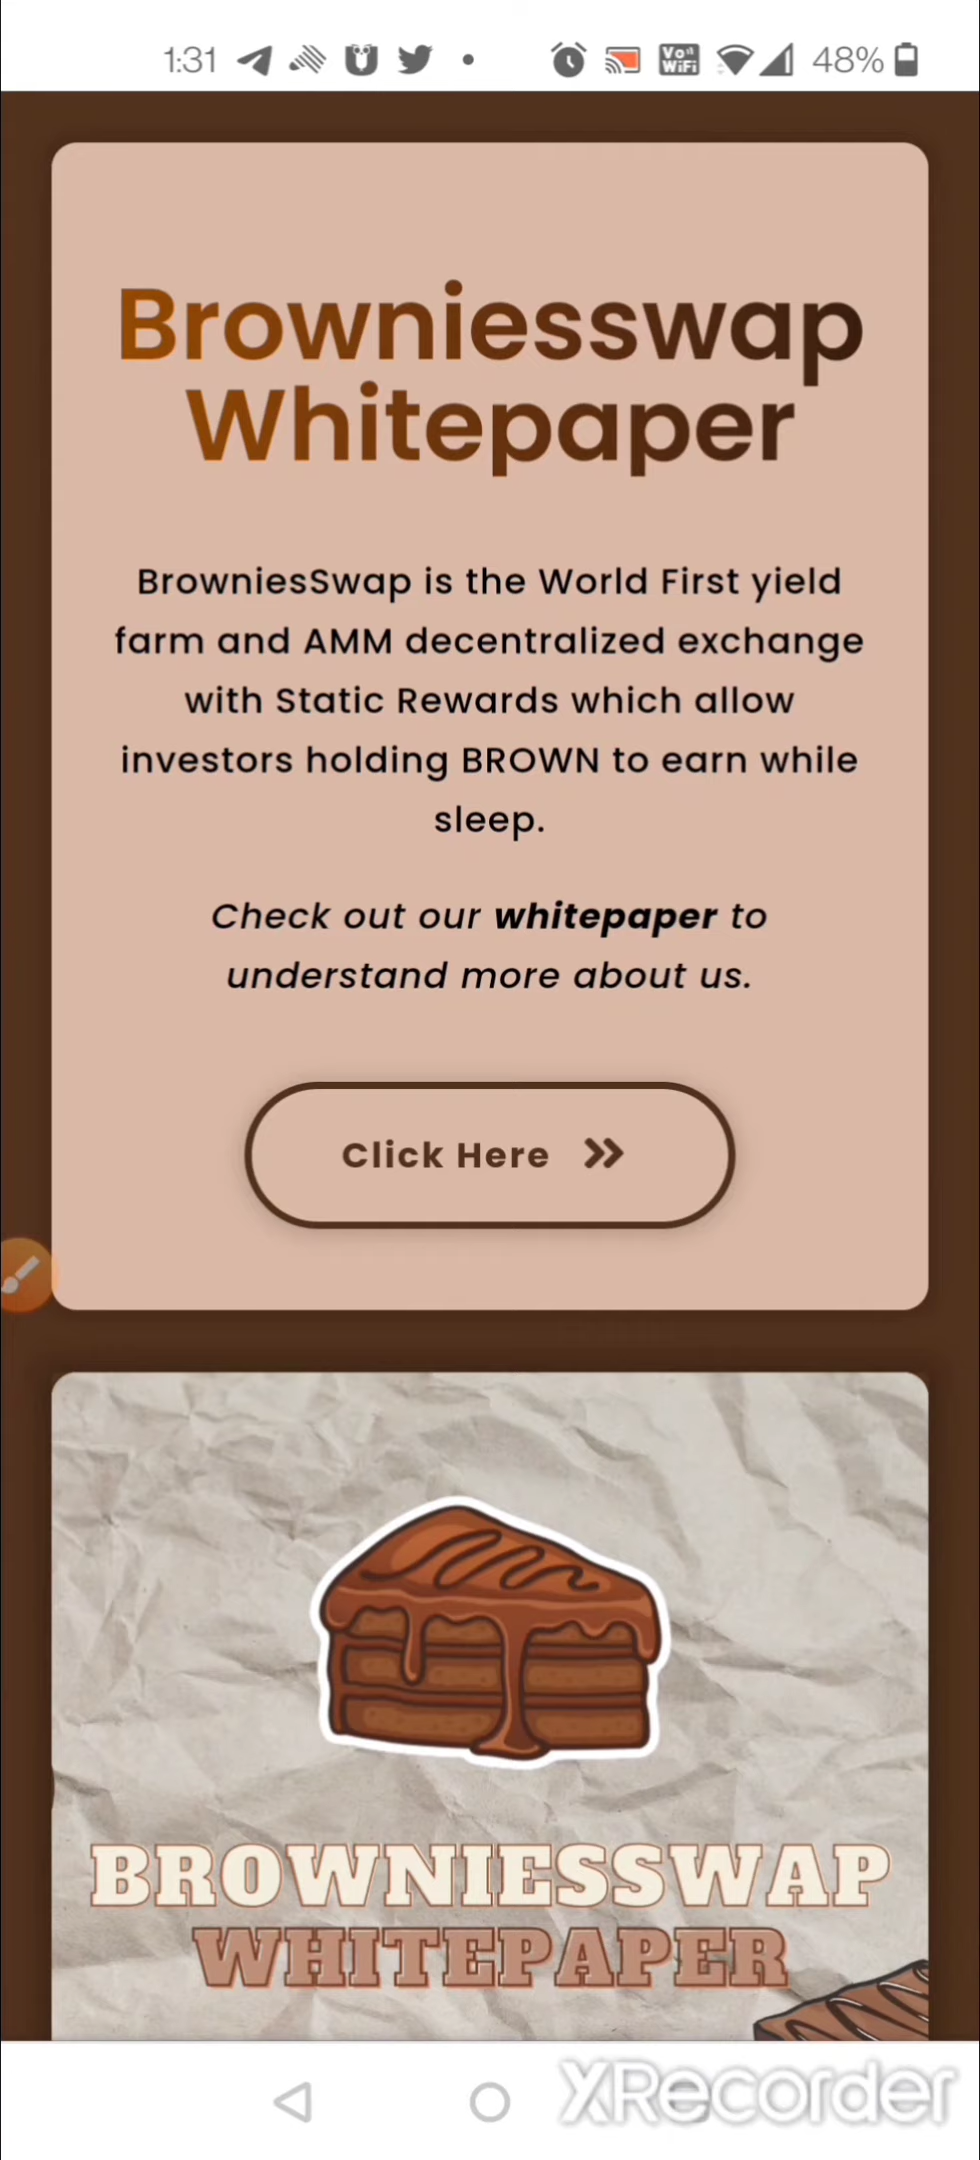 1:31
Vo
WiFi
48%
Browniesswap
Whitepaper
BrowniesSwap is the World First yield
farm and AMM decentralized exchange
with Static Rewards which allow
investors holding BROWN to earn while
sleep.
Check out our whitepaper to
understand more about us.
Click Here
BROWNIESSWAP
WHITEPAPER
XRecorder